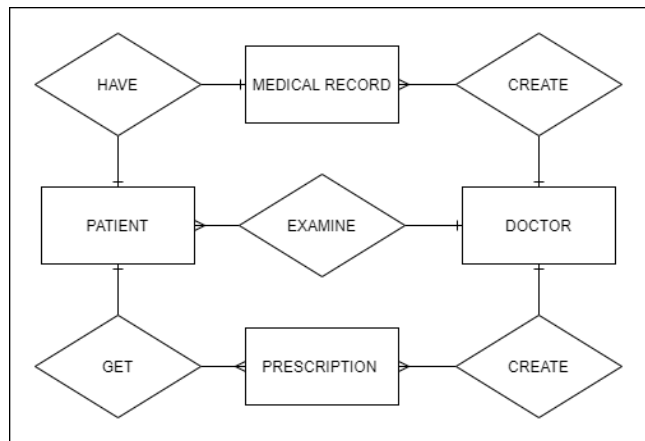 HAVE
MEDICAL RECORD
CREATE
PATIENT
EXAMINE
DOCTOR
GET
PRESCRIPTION
CREATE